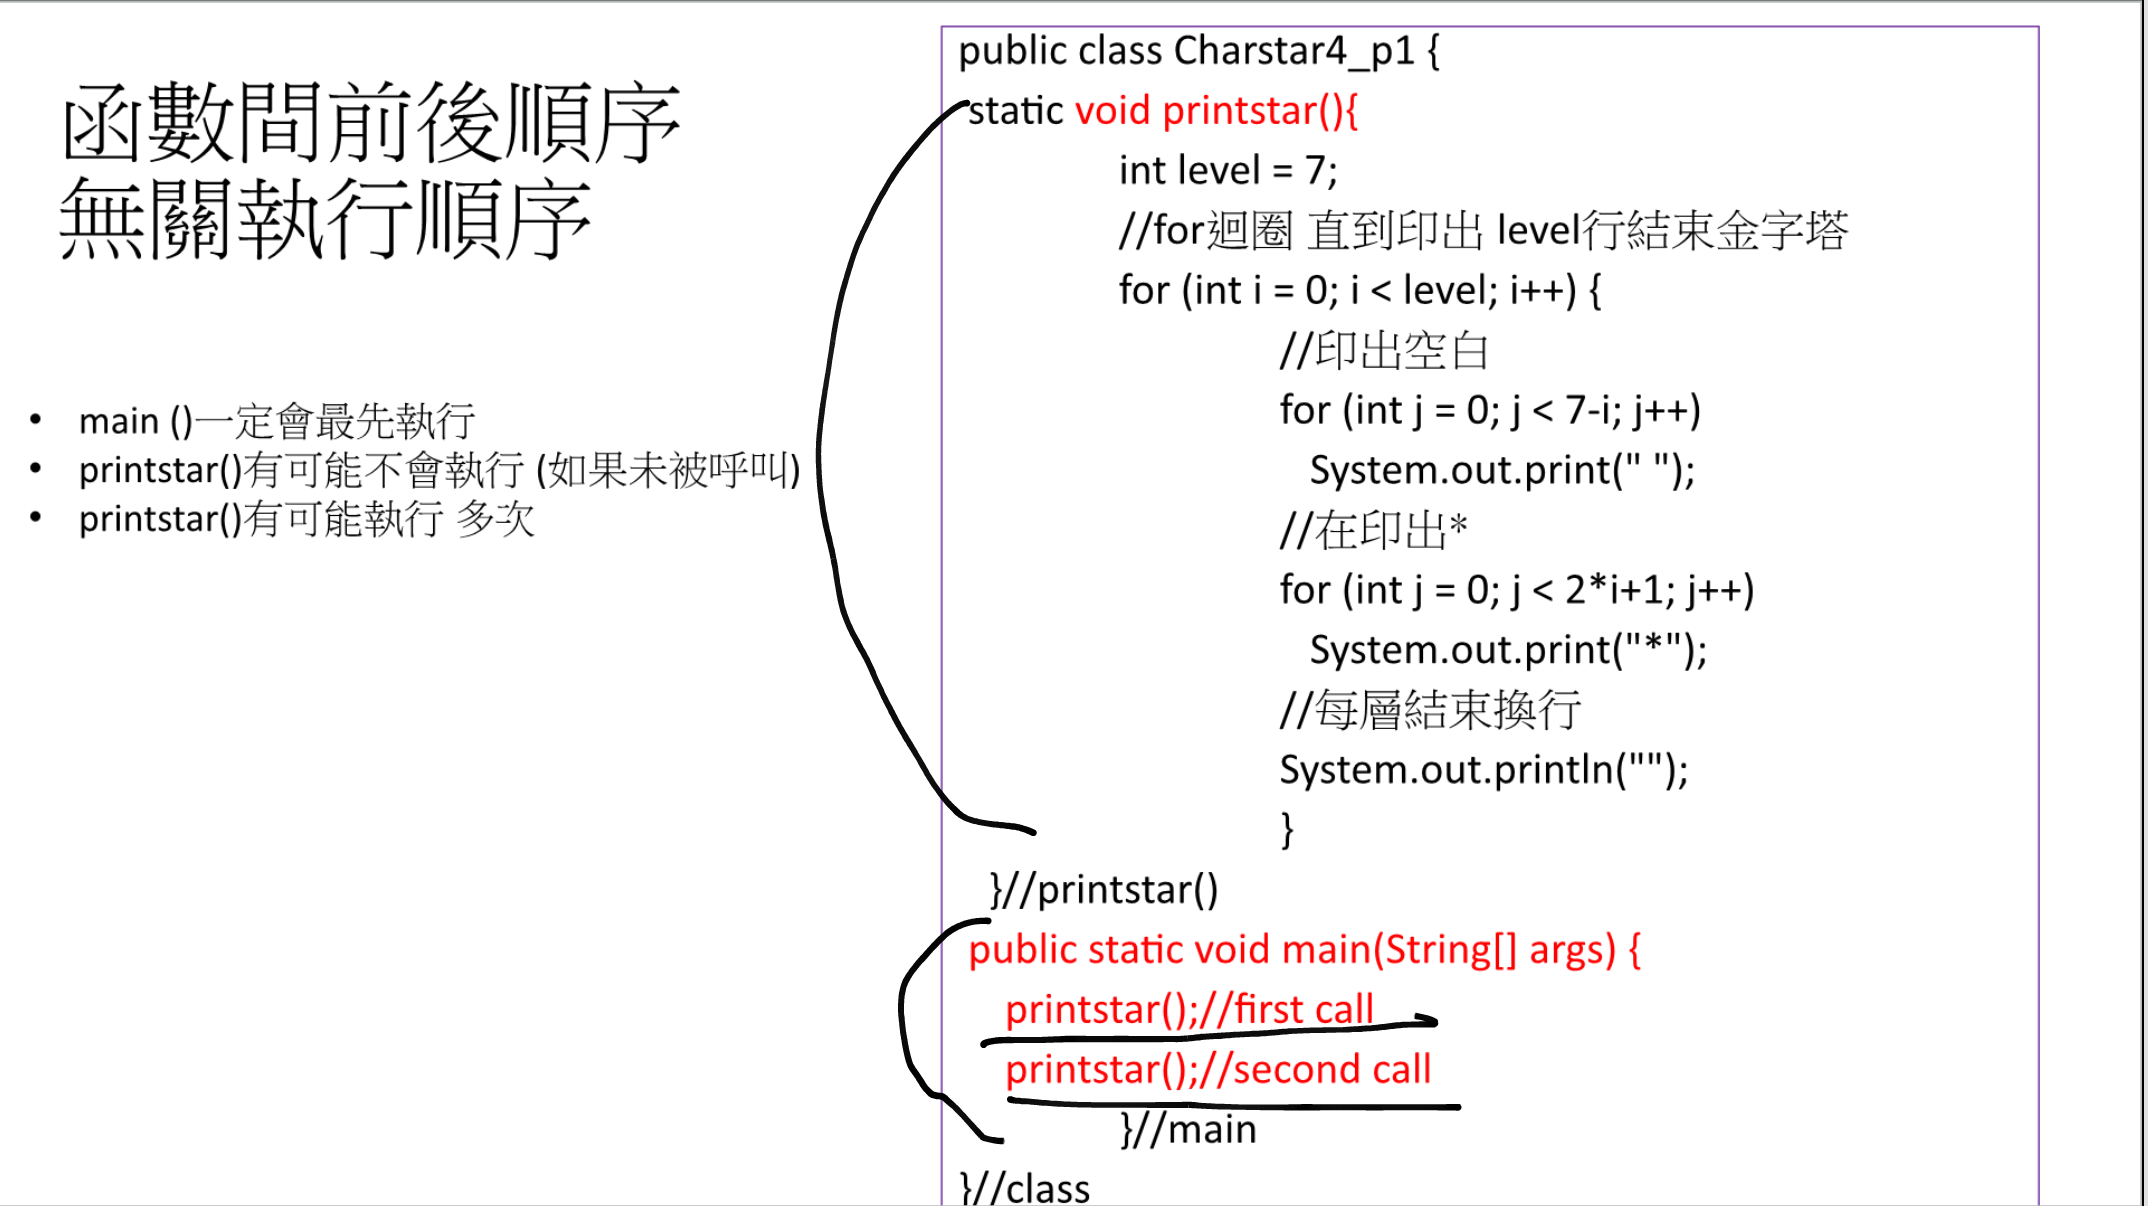 函數間前後順序
無關執行順序
• main ()一定會最先執行
• printstar()有可能不會執行 (如果未被呼叫)
• printstar()有可能執行 多次
public class Charstar4_p1 {
static void printstar(){
int level = 7;
//for迴圈 直到印出 level行結束金字塔
for (int i = 0; i < level; i++) {
//印出空白
for (int j = 0; j < 7-i; j++)
System.out.print(" ");
//在印出*
for (int j = 0; j < 2*i+1; j++)
System.out.print("*");
//每層結束換行
System.out.println("");
}
}//printstar()
public static void main(String[] args) {
printstar();//first call
printstar();//second call
}//main
}//class